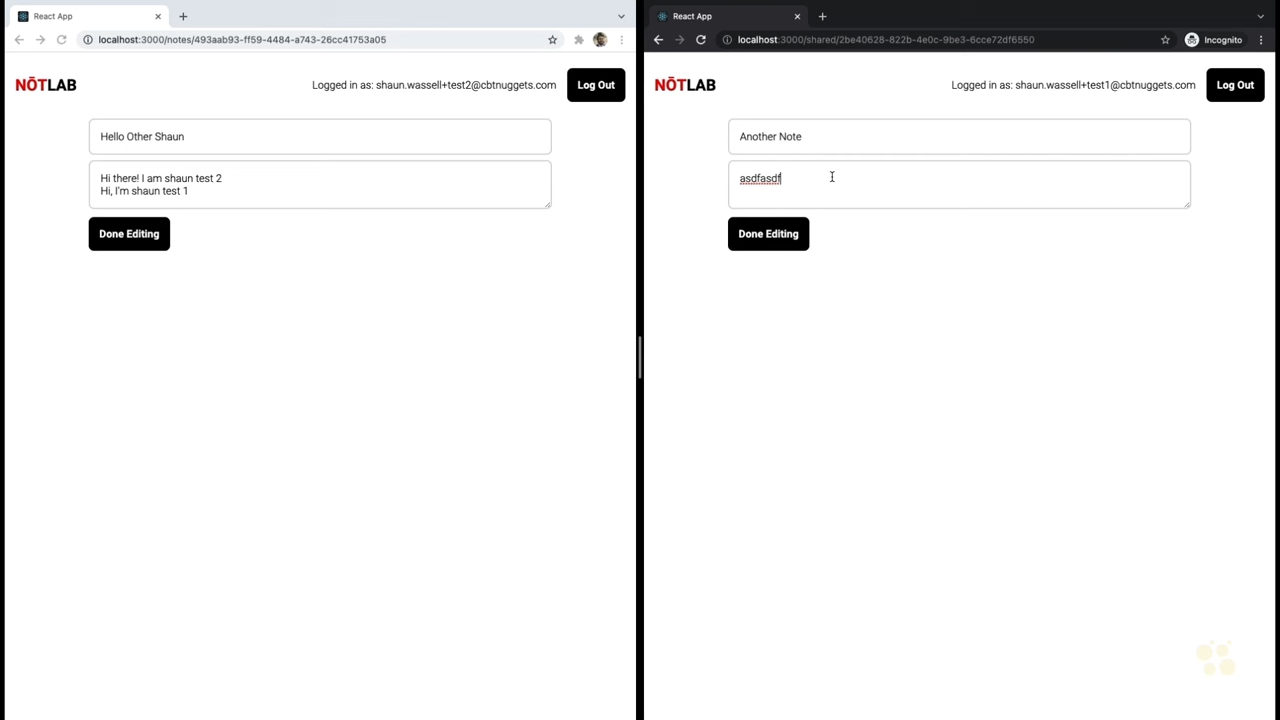 React App
localhost:3000/notes/493aab93-ff59-4484-a743-26cc41753a05
NŌTLAB
Logged in as: shaun.wassell+test2@cbtnuggets.com
Log Out
Hello Other Shaun
Hi there! I am shaun test 2
Hi, I'm shaun test 1
Done Editing
React App
localhost:3000/shared/2be40628-822b-4e0c-9be3-6cce72df6550
Incognito
NŌTLAB
Logged in as: shaun.wassell+test1@cbtnuggets.com
Log Out
Another Note
asdfasdf
Done Editing